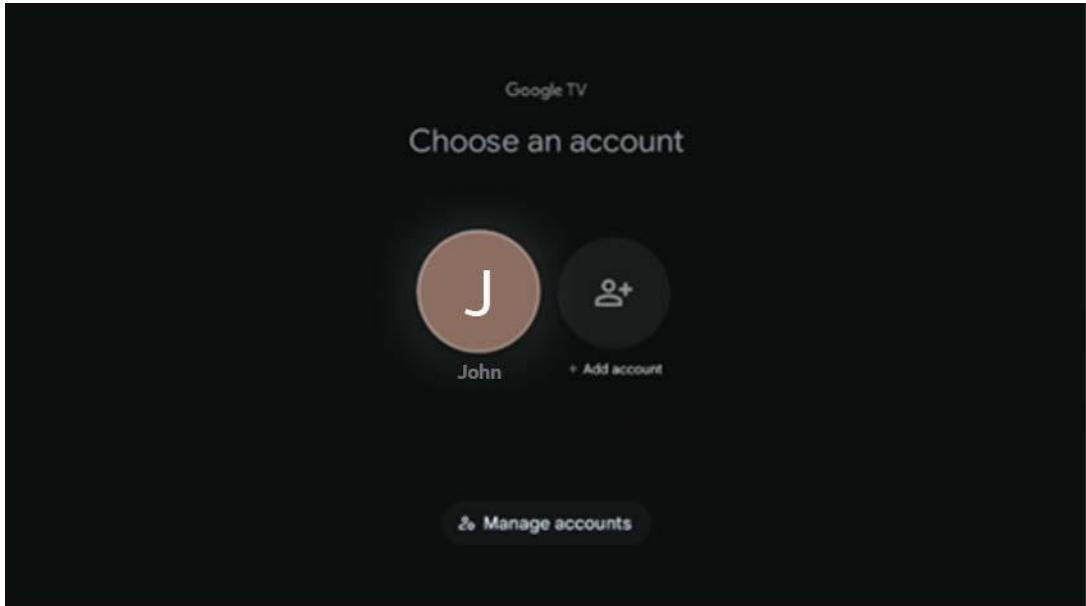 Google TV
Choose an account
J
John
+ Add account
Manage accounts